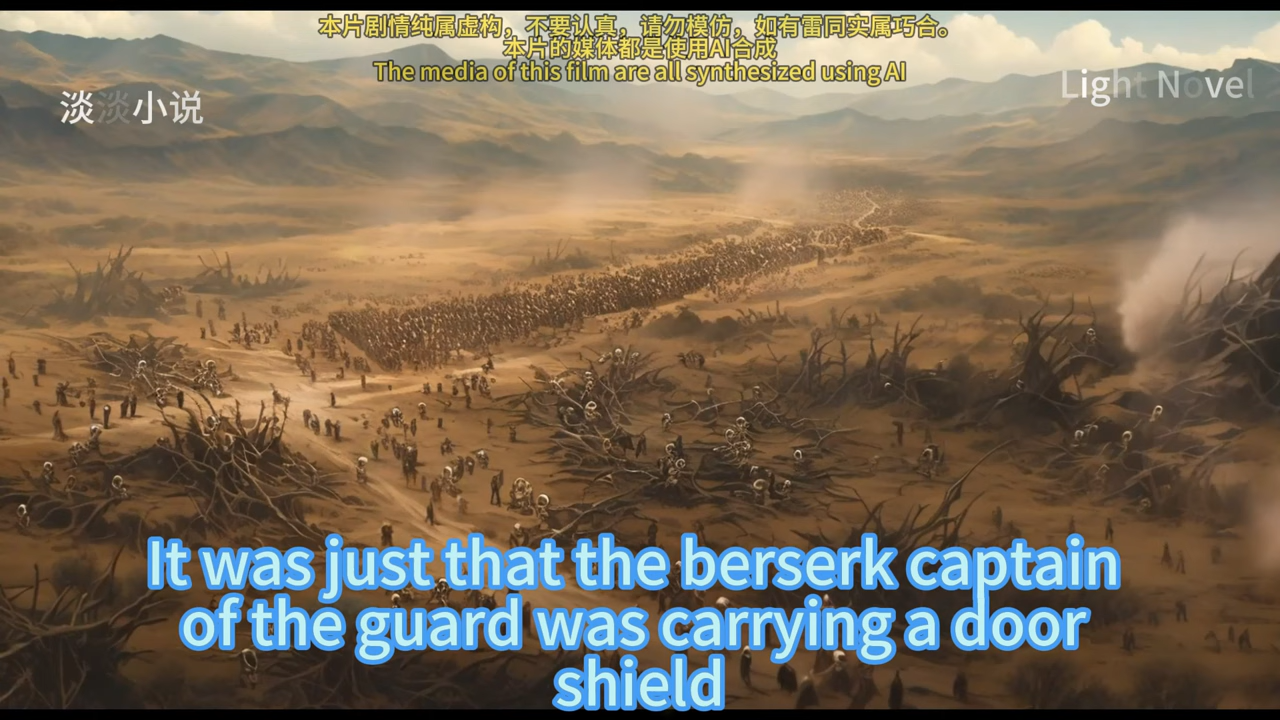 本片剧情纯属虚构，不要认真，请勿模仿，如有雷同实属巧合。
本片的媒体都是使用AI合成
The media of this film are all synthesized using AI
淡淡小说
Light Novel
It was just that the berserk captain
of the guard was carrying a door
shield